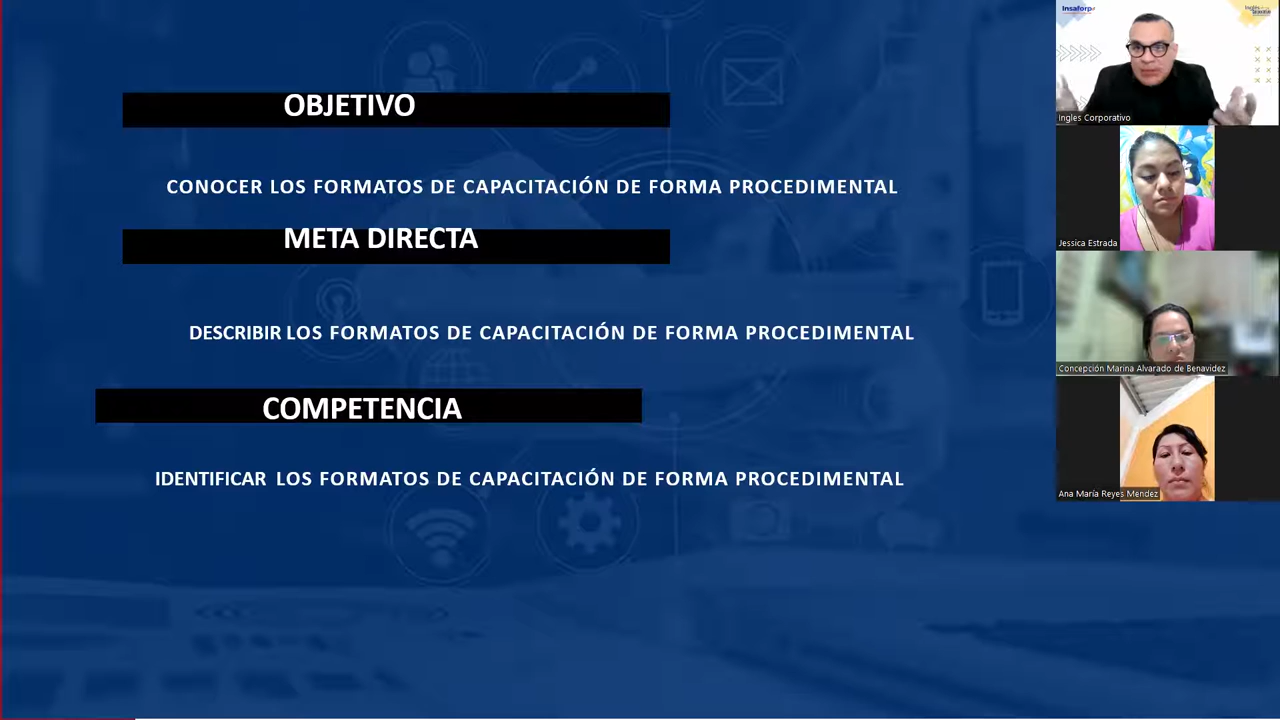 OBJETIVO
CONOCER LOS FORMATOS DE CAPACITACIÓN DE FORMA PROCEDIMENTAL
META DIRECTA
DESCRIBIR LOS FORMATOS DE CAPACITACIÓN DE FORMA PROCEDIMENTAL
COMPETENCIA
IDENTIFICAR LOS FORMATOS DE CAPACITACIÓN DE FORMA PROCEDIMENTAL
Insaforp
Ingles Corporativo
Jessica Estrada
Concepción Marina Alvarado de Benavidez
Ana María Reyes Mendez